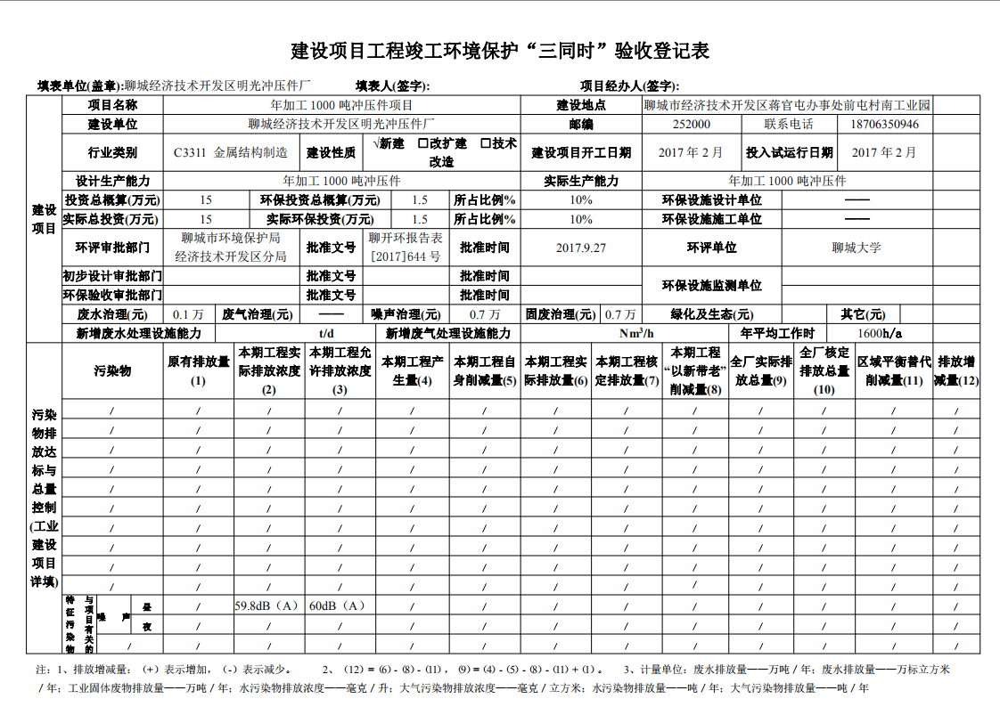 建设项目工程竣工环境保护“三同时”验收登记表
填表单位(盖章):聊城经济技术开发区明光冲压件厂 填表人(签字): 项目经办人(签字):
建设项目
项目名称 年加工1000吨冲压件项目 建设地点 聊城市经济技术开发区蒋官屯办事处前屯村南工业园
建设单位 聊城经济技术开发区明光冲压件厂 邮编 252000 联系电话 18706350946
行业类别 C3311 金属结构制造 建设性质 √新建 □改扩建 □技术改造 建设项目开工日期 2017年2月 投入试运行日期 2017年2月
设计生产能力 年加工1000吨冲压件 实际生产能力 年加工1000吨冲压件
投资总概算(万元) 15 环保投资总概算(万元) 1.5 所占比例% 10% 环保设施设计单位 ——
实际总投资(万元) 15 实际环保投资(万元) 1.5 所占比例% 10% 环保设施施工单位 ——
环评审批部门 聊城市环境保护局经济技术开发区分局 批准文号 聊开环报告表[2017]644号 批准时间 2017.9.27 环评单位 聊城大学
初步设计审批部门 批准文号 批准时间 环保设施监测单位
环保验收审批部门 批准文号 批准时间
废水治理(元) 0.1万 废气治理(元) —— 噪声治理(元) 0.7万 固废治理(元) 0.7万 绿化及生态(元) 其它(元)
新增废水处理设施能力 t/d 新增废气处理设施能力 Nm³/h 年平均工作时 1600h/a
污染物排放达标与总量控制(工业建设项目详填)
污染物 原有排放量(1) 本期工程实际排放浓度(2) 本期工程允许排放浓度(3) 本期工程产生量(4) 本期工程自身削减量(5) 本期工程实际排放量(6) 本期工程核定排放量(7) 本期工程“以新带老”削减量(8) 全厂实际排放总量(9) 全厂核定排放总量(10) 区域平衡替代削减量(11) 排放增减量(12)
/ / / / / / / / / / / / /
/ / / / / / / / / / / / /
/ / / / / / / / / / / / /
/ / / / / / / / / / / / /
/ / / / / / / / / / / / /
/ / / / / / / / / / / / /
/ / / / / / / / / / / / /
/ / / / / / / / / / / / /
/ / / / / / / / / / / / /
/ / / / / / / / / / / / /
与项目有关的特征污染物 噪声 昼 / 59.8dB（A） 60dB（A） / / / / / / / / /
夜 / / / / / / / / / / / /
/ / / / / / / / / / / / /
注：1、排放增减量：（+）表示增加，（-）表示减少。 2、（12）=（6）-（8）-（11），（9）=（4）-（5）-（8）-（11）+（1）。 3、计量单位：废水排放量——万吨／年；废水排放量——万标立方米
／年；工业固体废物排放量——万吨／年；水污染物排放浓度——毫克／升；大气污染物排放浓度——毫克／立方米；水污染物排放量——吨／年；大气污染物排放量——吨／年